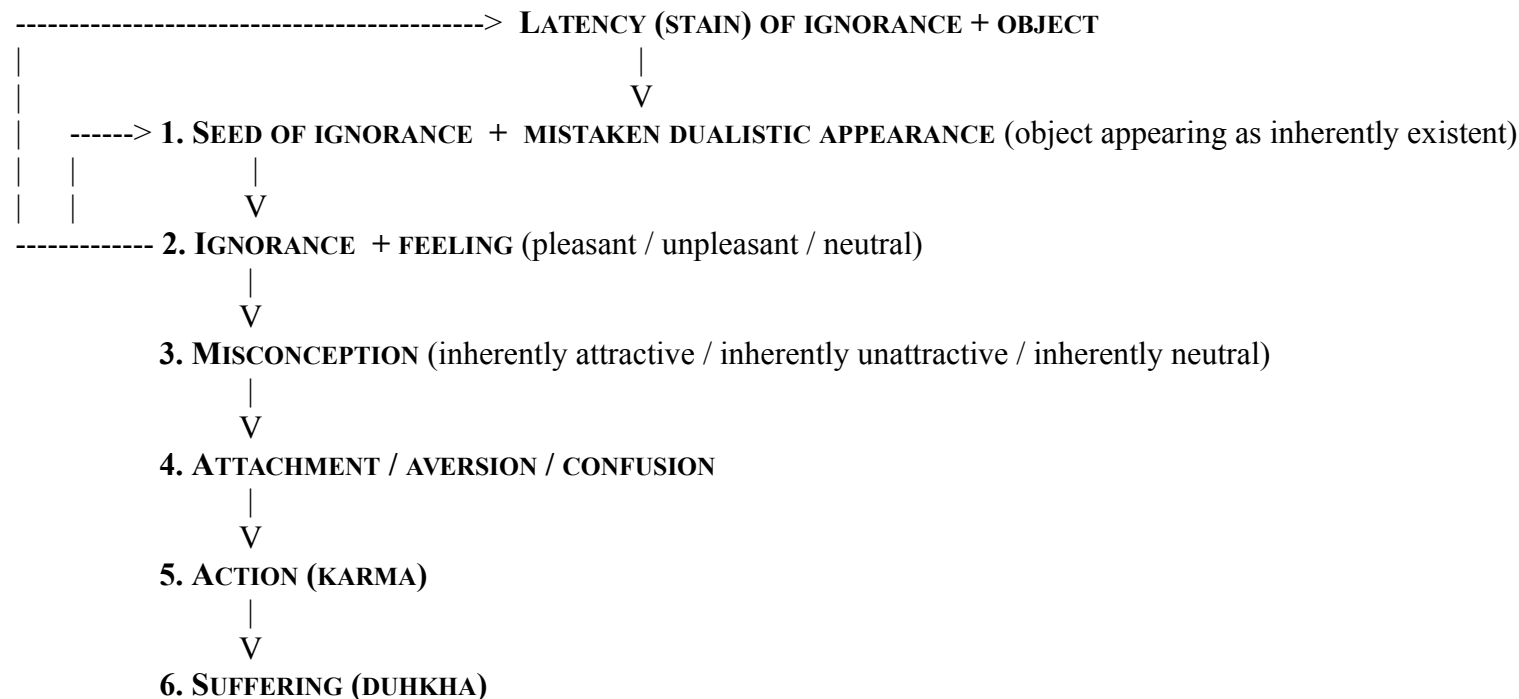 --------------------------------------------> LATENCY (STAIN) OF IGNORANCE + OBJECT
| |
| V
| ------> 1. SEED OF IGNORANCE + MISTAKEN DUALISTIC APPEARANCE (object appearing as inherently existent)
| | |
| | V
------------- 2. IGNORANCE + FEELING (pleasant / unpleasant / neutral)
|
V
3. MISCONCEPTION (inherently attractive / inherently unattractive / inherently neutral)
|
V
4. ATTACHMENT / AVERSION / CONFUSION
|
V
5. ACTION (KARMA)
|
V
6. SUFFERING (DUHKHA)